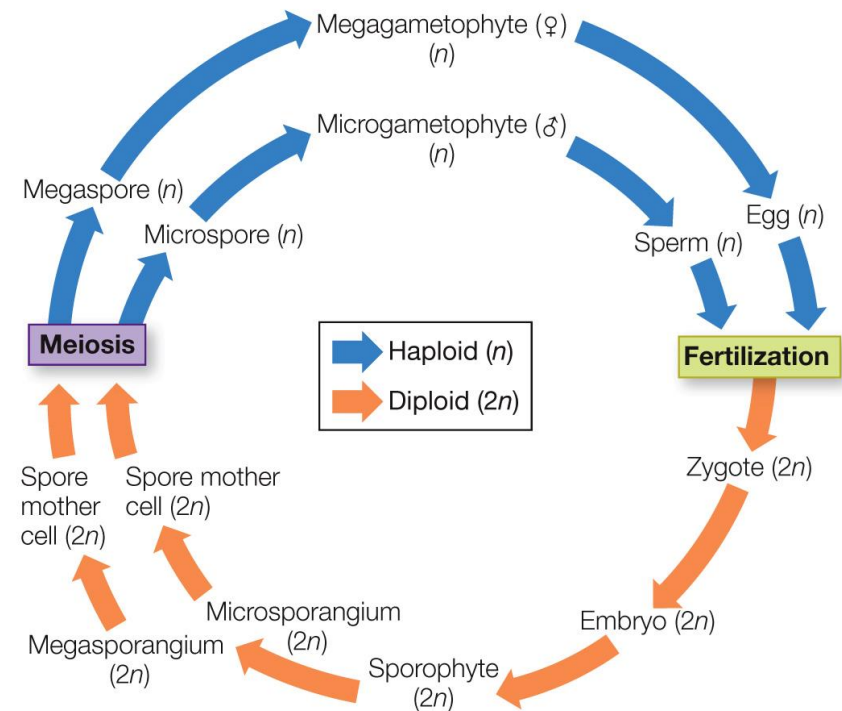 Megagametophyte (♀)
(n)
Microgametophyte (♂)
(n)
Megaspore (n)
Microspore (n)
Egg (n)
Sperm (n)
Meiosis
Haploid (n)
Diploid (2n)
Fertilization
Zygote (2n)
Spore
mother
cell (2n)
Spore mother
cell (2n)
Embryo (2n)
Microsporangium
(2n)
Megasporangium
(2n)
Sporophyte
(2n)